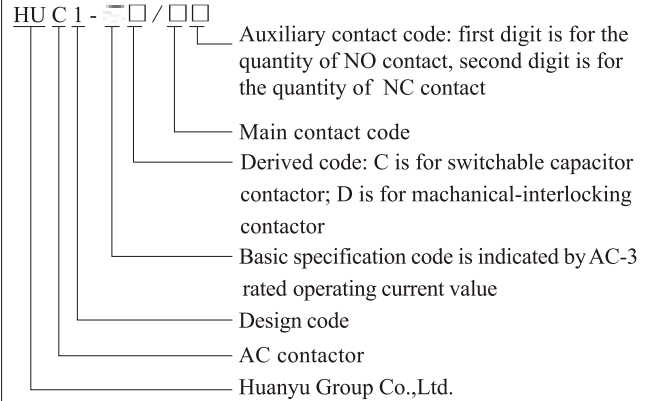 HU C 1 - □ / □□
Auxiliary contact code: first digit is for the
quantity of NO contact, second digit is for
the quantity of NC contact
Main contact code
Derived code: C is for switchable capacitor
contactor; D is for machanical-interlocking
contactor
Basic specification code is indicated by AC-3
rated operating current value
Design code
AC contactor
Huanyu Group Co.,Ltd.